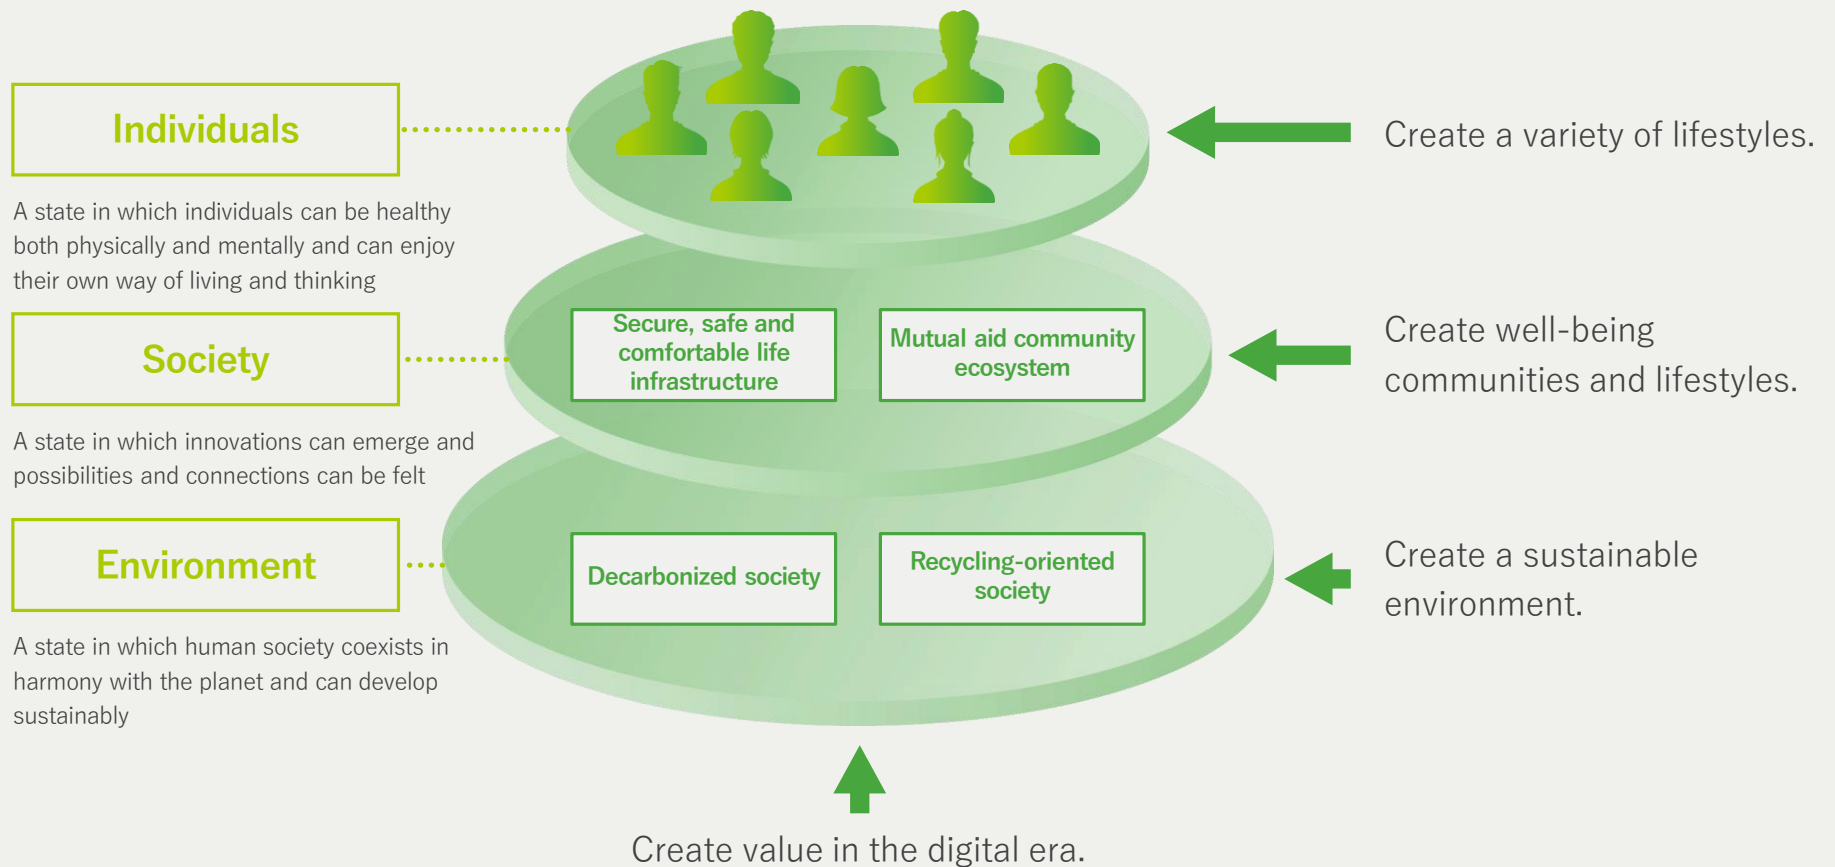 Individuals
A state in which individuals can be healthy
both physically and mentally and can enjoy
their own way of living and thinking
Create a variety of lifestyles.
Society
A state in which innovations can emerge and
possibilities and connections can be felt
Secure, safe and
comfortable life
infrastructure
Mutual aid community
ecosystem
Create well-being
communities and lifestyles.
Environment
A state in which human society coexists in
harmony with the planet and can develop
sustainably
Decarbonized society
Recycling-oriented
society
Create a sustainable
environment.
Create value in the digital era.